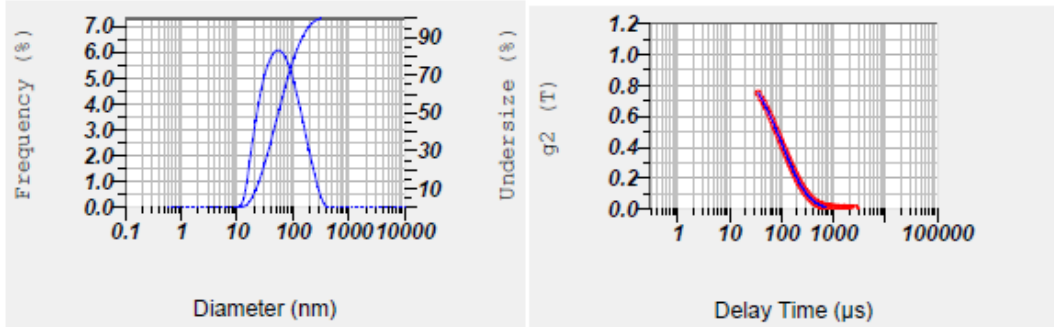 Frequency (%)
7.0
6.0
5.0
4.0
3.0
2.0
1.0
0.0
90
70
50
30
10
Undersize (%)
0.1 1 10 100 1000 10000
Diameter (nm)
g2 (T)
1.2
1.0
0.8
0.6
0.4
0.2
0.0
1 10 100 1000 100000
Delay Time (µs)